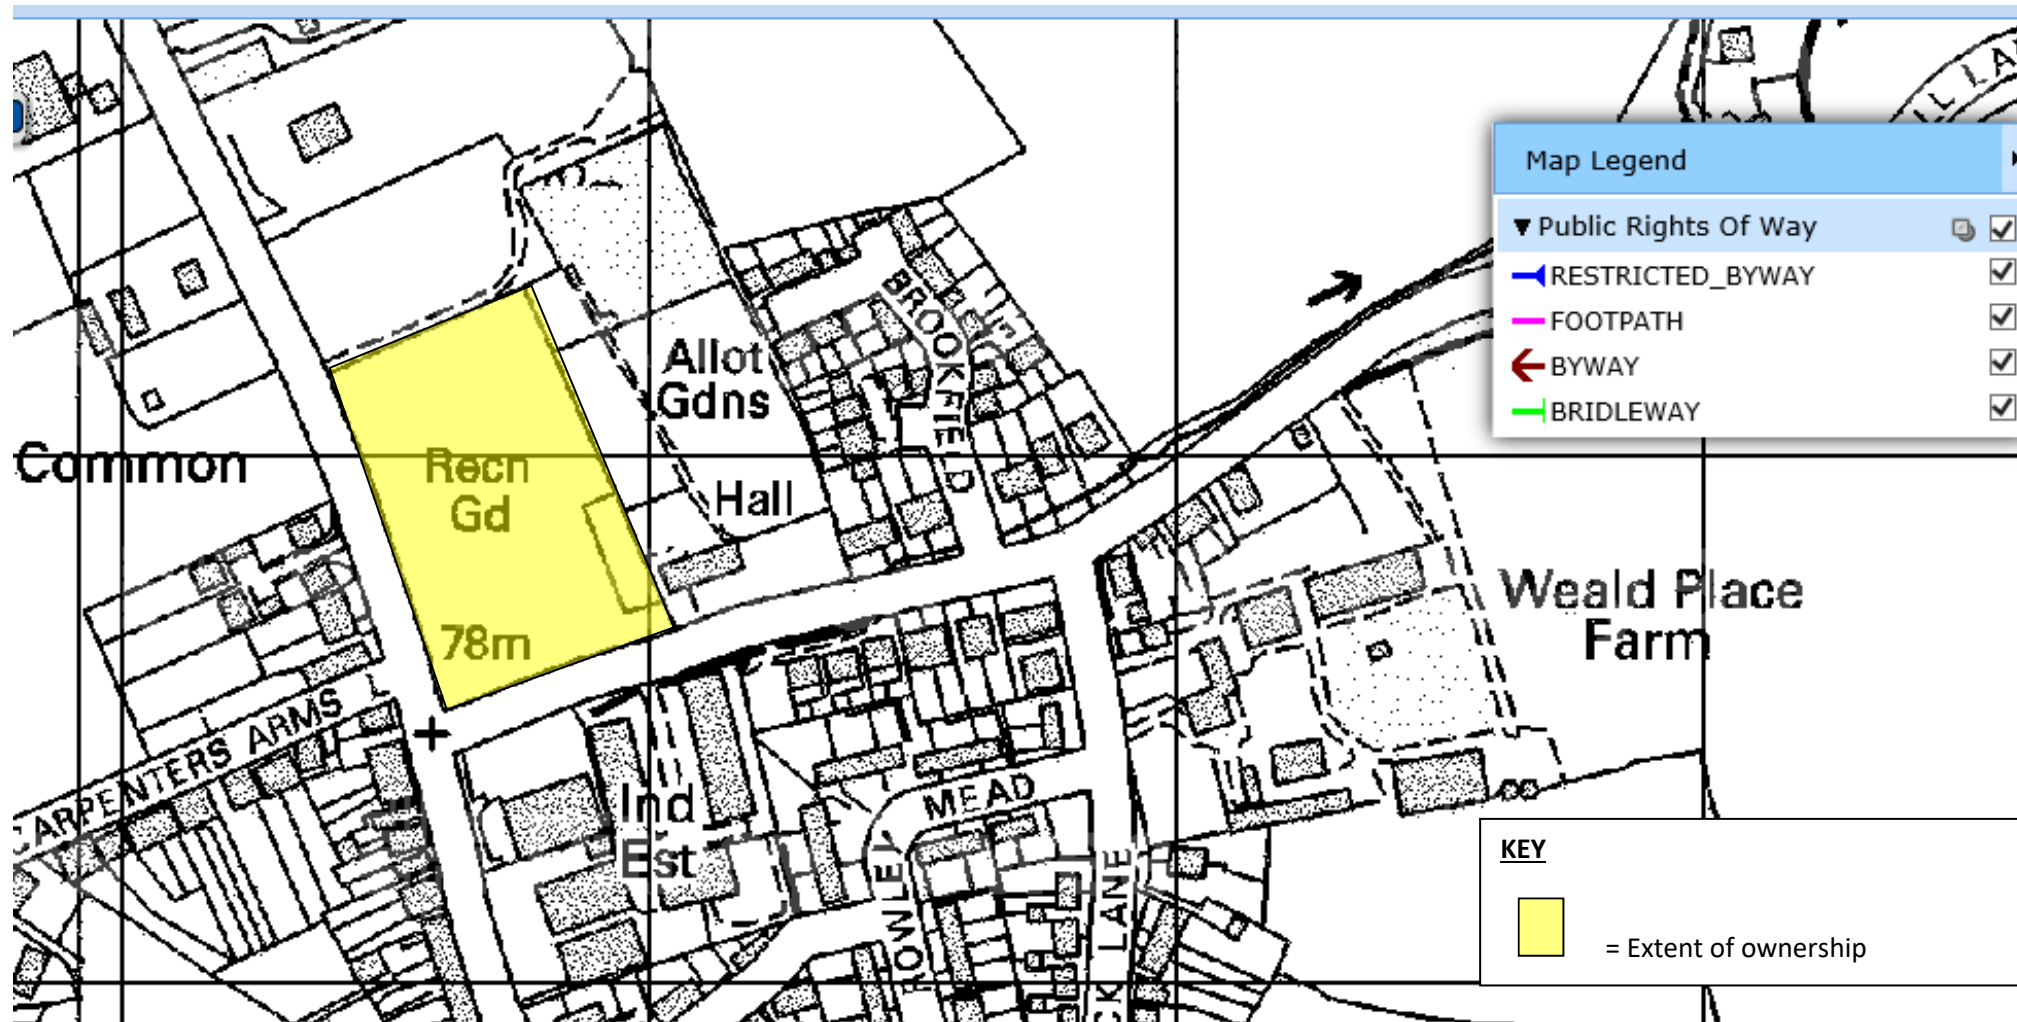 Map Legend
Public Rights Of Way
RESTRICTED_BYWAY
FOOTPATH
BYWAY
BRIDLEWAY
Allot
Gdns
BROOKFIELD
Common
Recn
Gd
Hall
78m
Weald Place
Farm
CARPENTERS ARMS
Ind
Est
ROWLEY MEAD
LANE
KEY
= Extent of ownership